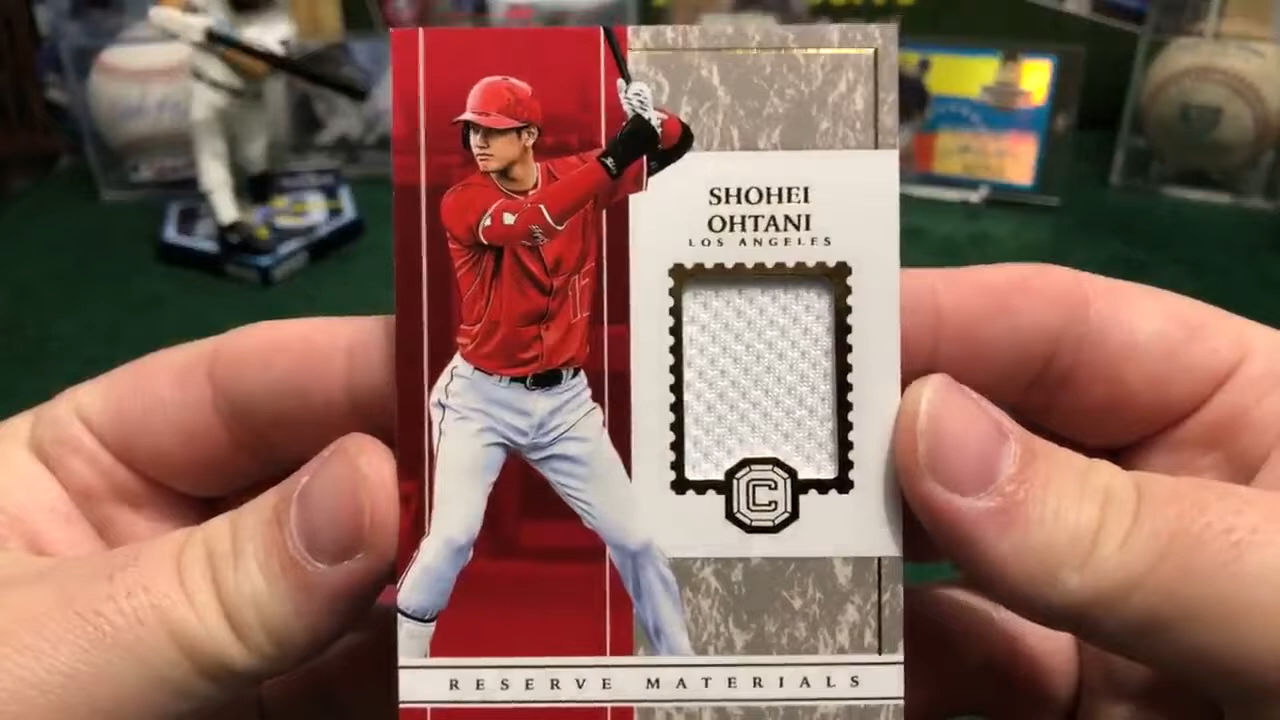 SHOHEI
OHTANI
LOS ANGELES
C
RESERVE MATERIALS